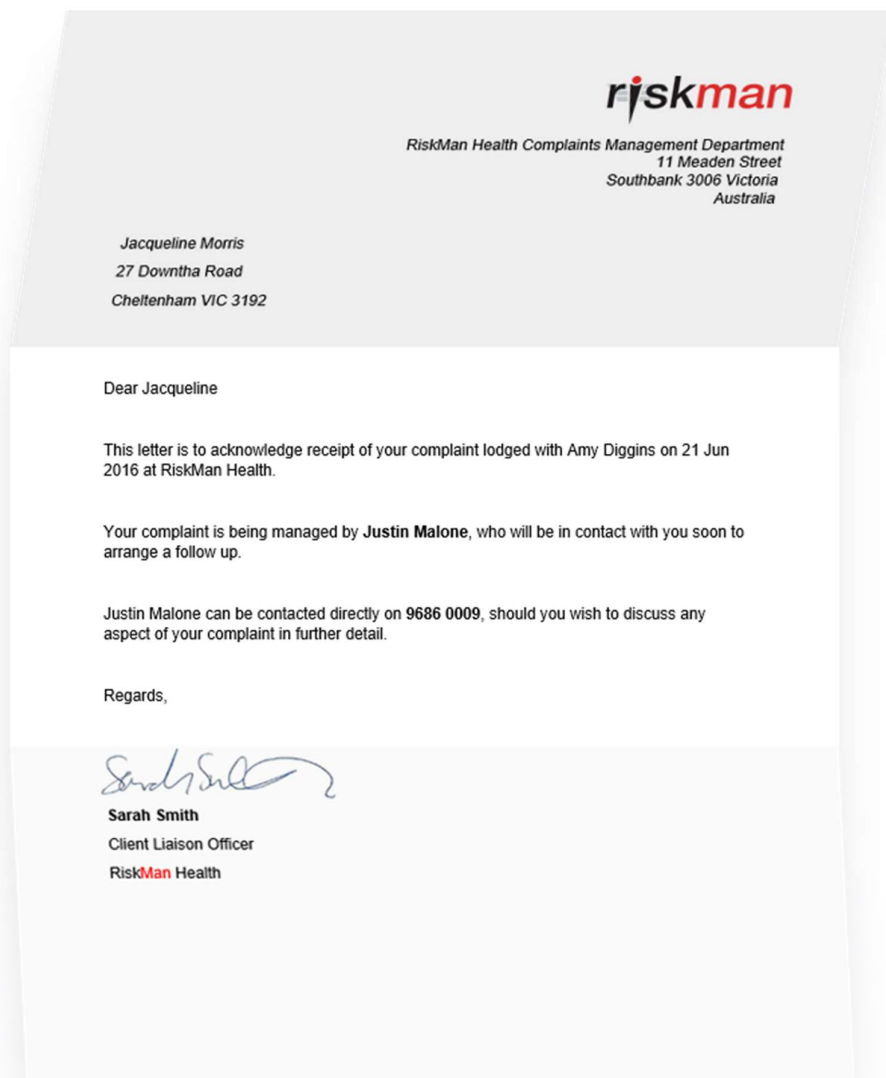 riskman
RiskMan Health Complaints Management Department
11 Meaden Street
Southbank 3006 Victoria
Australia
Jacqueline Morris
27 Downtha Road
Cheltenham VIC 3192
Dear Jacqueline
This letter is to acknowledge receipt of your complaint lodged with Amy Diggins on 21 Jun
2016 at RiskMan Health.
Your complaint is being managed by Justin Malone, who will be in contact with you soon to
arrange a follow up.
Justin Malone can be contacted directly on 9686 0009, should you wish to discuss any
aspect of your complaint in further detail.
Regards,
Sarah Smith
Client Liaison Officer
RiskMan Health